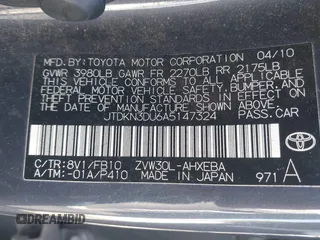 MFD.BY:TOYOTA MOTOR CORPORATION 04/10
GVWR 3980LB GAWR FR 2270LB RR 2175LB
THIS VEHICLE CONFORMS TO ALL APPLICABLE
FEDERAL MOTOR VEHICLE SAFETY, BUMPER, AND
THEFT PREVENTION STANDARDS IN EFFECT ON
THE DATE OF MANUFACTURE SHOWN ABOVE.
JTDKN3DU6A5147324 PASS.CAR
C/TR:8V1/FB10 ZVW30L-AHXEBA
A/TM:-01A/P410 MADE IN JAPAN 971 A
TOYOTA
DREAMBID